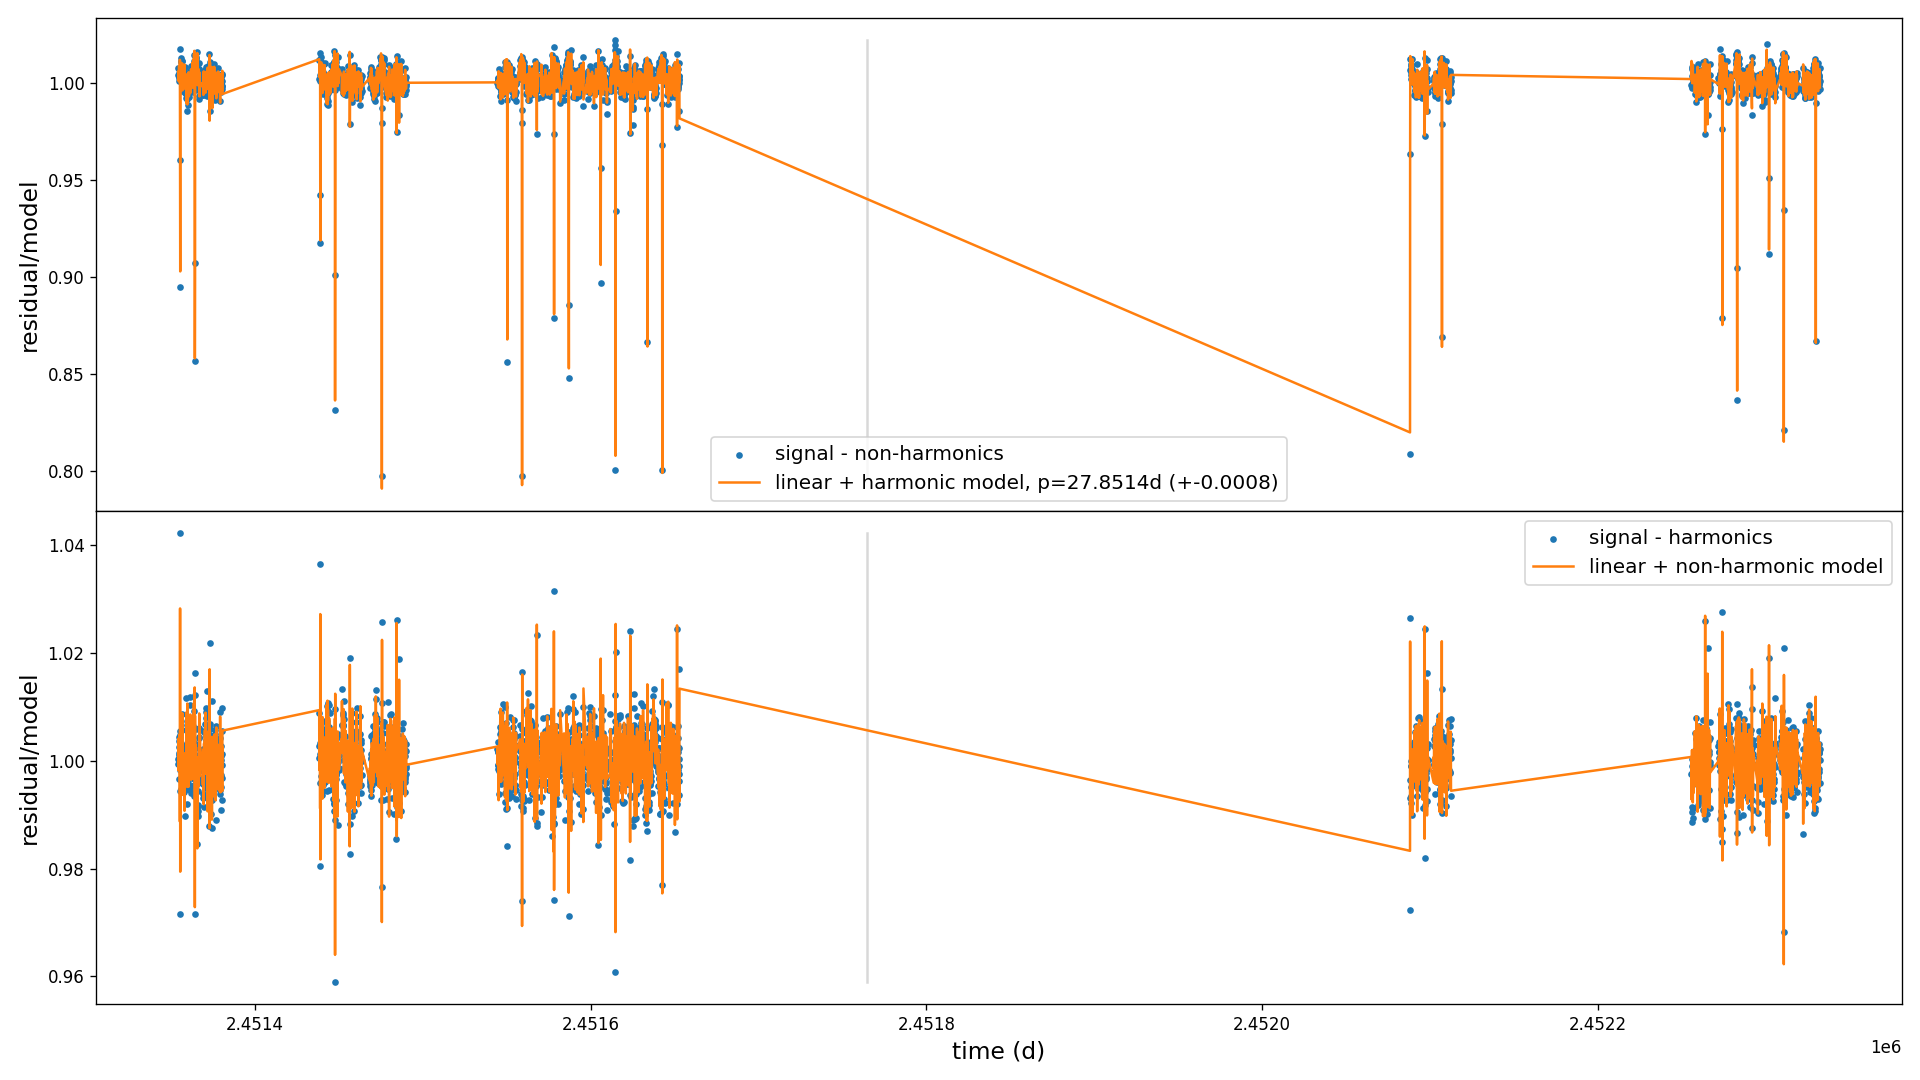 1.00
0.95
0.90
0.85
0.80
residual/model
signal - non-harmonics
linear + harmonic model, p=27.8514d (+-0.0008)
1.04
1.02
1.00
0.98
0.96
residual/model
signal - harmonics
linear + non-harmonic model
2.4514
2.4516
2.4518
2.4520
2.4522
1e6
time (d)